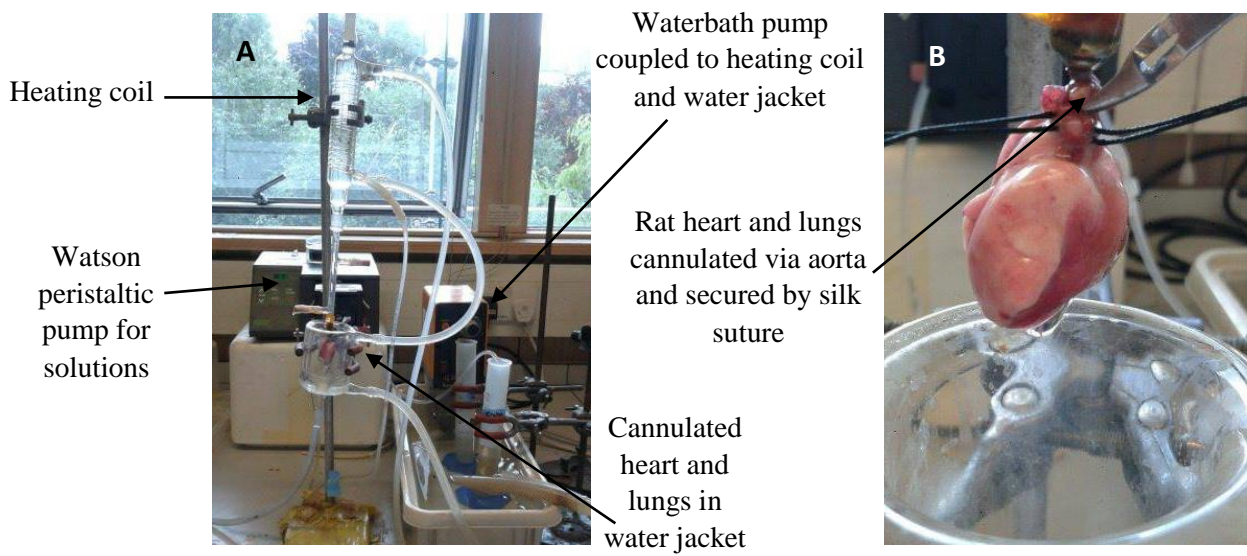 A
Heating coil
Watson
peristaltic
pump for
solutions
Waterbath pump
coupled to heating coil
and water jacket
Cannulated
heart and
lungs in
water jacket
B
Rat heart and lungs
cannulated via aorta
and secured by silk
suture